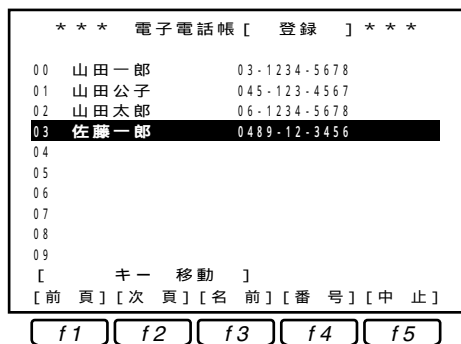 *** 電子電話帳[ 登録 ]***
00 山田一郎 03-1234-5678
01 山田公子 045-123-4567
02 山田太郎 06-1234-5678
03 佐藤一郎 0489-12-3456
04
05
06
07
08
09
[ キー 移動 ]
[前 頁][次 頁][名 前][番 号][中 止]
f1 f2 f3 f4 f5